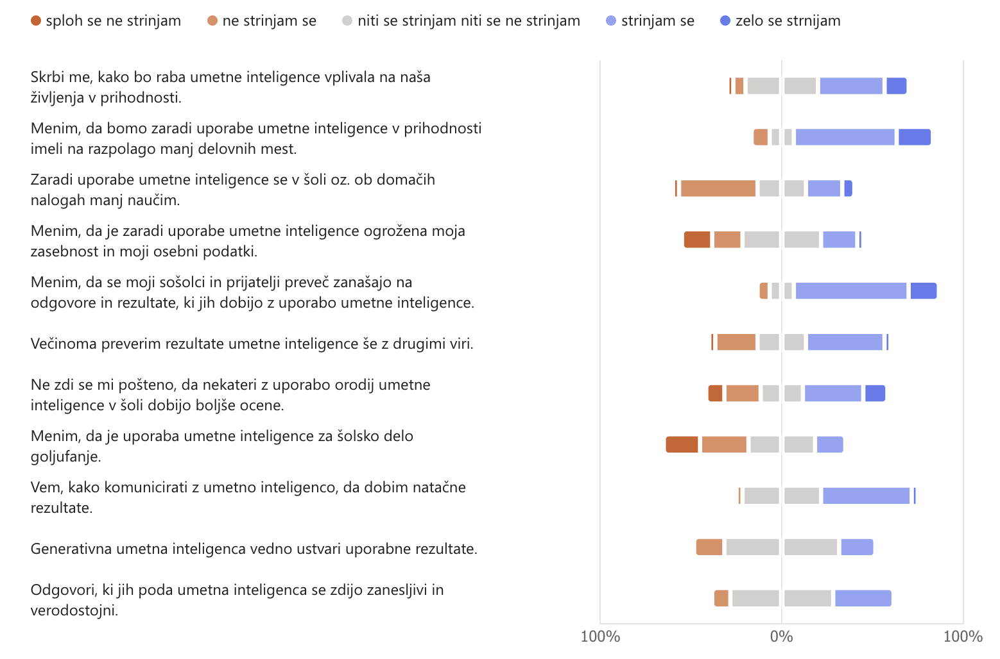 sploh se ne strinjam ne strinjam se niti se strinjam niti se ne strinjam strinjam se zelo se strnijam
Skrbi me, kako bo raba umetne inteligence vplivala na naša
življenja v prihodnosti.
Menim, da bomo zaradi uporabe umetne inteligence v prihodnosti
imeli na razpolago manj delovnih mest.
Zaradi uporabe umetne inteligence se v šoli oz. ob domačih
nalogah manj naučim.
Menim, da je zaradi uporabe umetne inteligence ogrožena moja
zasebnost in moji osebni podatki.
Menim, da se moji sošolci in prijatelji preveč zanašajo na
odgovore in rezultate, ki jih dobijo z uporabo umetne inteligence.
Večinoma preverim rezultate umetne inteligence še z drugimi viri.
Ne zdi se mi pošteno, da nekateri z uporabo orodij umetne
inteligence v šoli dobijo boljše ocene.
Menim, da je uporaba umetne inteligence za šolsko delo
goljufanje.
Vem, kako komunicirati z umetno inteligenco, da dobim natačne
rezultate.
Generativna umetna inteligenca vedno ustvari uporabne rezultate.
Odgovori, ki jih poda umetna inteligenca se zdijo zanesljivi in
verodostojni.
100% 0% 100%